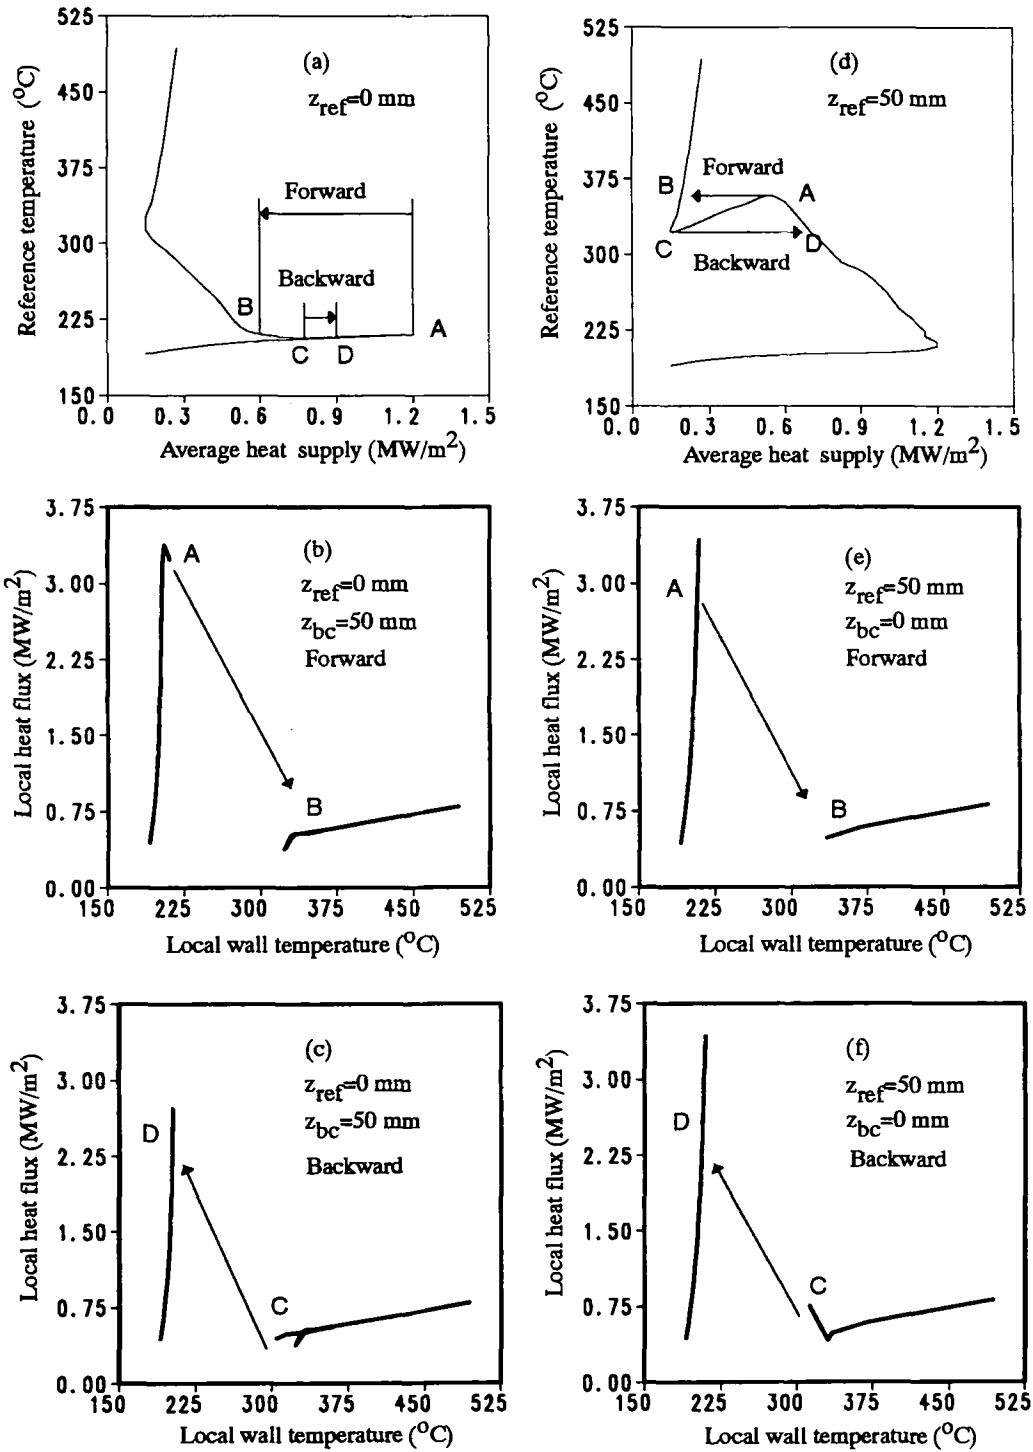 525
450
375
300
225
150
Reference temperature (°C)
(a)
z_ref=0 mm
Forward
Backward
B
A
C
D
0.0 0.3 0.6 0.9 1.2 1.5
Average heat supply (MW/m²)
525
450
375
300
225
150
Reference temperature (°C)
(d)
z_ref=50 mm
Forward
B
A
C
D
Backward
0.0 0.3 0.6 0.9 1.2 1.5
Average heat supply (MW/m²)
3.75
3.00
2.25
1.50
0.75
0.00
Local heat flux (MW/m²)
A
(b)
z_ref=0 mm
z_bc=50 mm
Forward
B
150 225 300 375 450 525
Local wall temperature (°C)
3.75
3.00
2.25
1.50
0.75
0.00
Local heat flux (MW/m²)
A
(e)
z_ref=50 mm
z_bc=0 mm
Forward
B
150 225 300 375 450 525
Local wall temperature (°C)
3.75
3.00
2.25
1.50
0.75
0.00
Local heat flux (MW/m²)
(c)
z_ref=0 mm
z_bc=50 mm
Backward
D
C
150 225 300 375 450 525
Local wall temperature (°C)
3.75
3.00
2.25
1.50
0.75
0.00
Local heat flux (MW/m²)
(f)
z_ref=50 mm
z_bc=0 mm
Backward
D
C
150 225 300 375 450 525
Local wall temperature (°C)